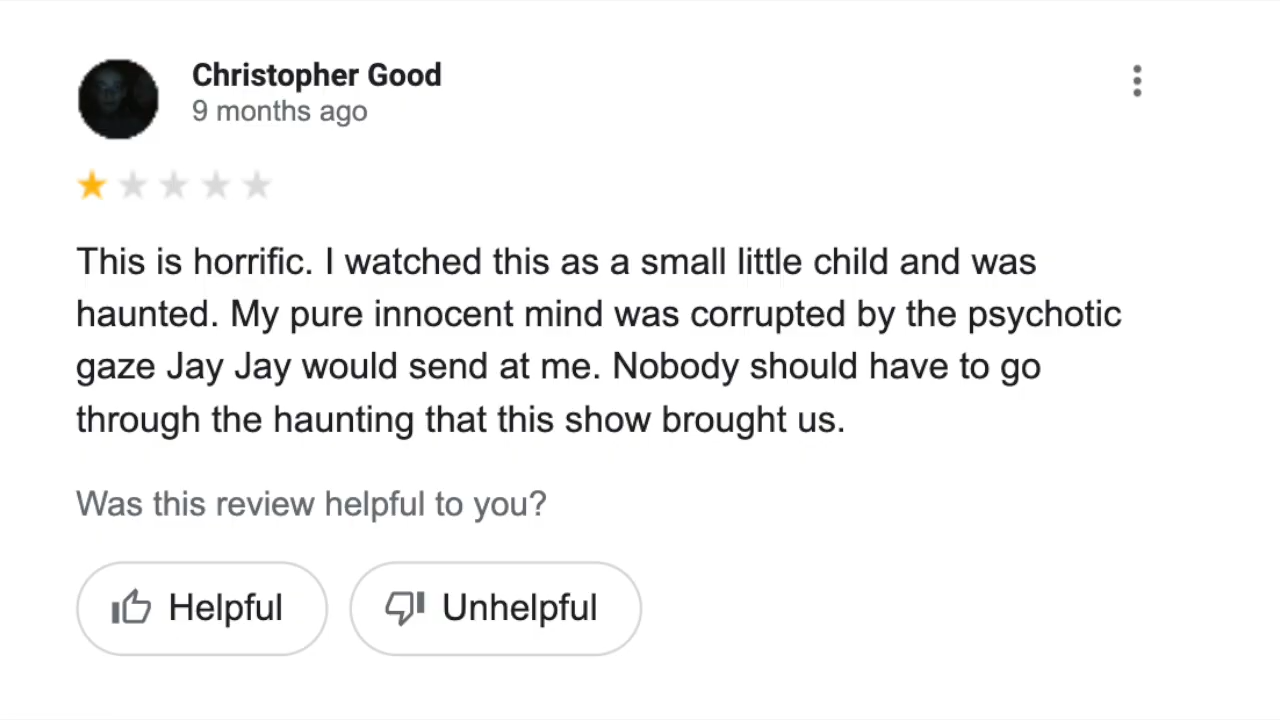 Christopher Good
9 months ago
This is horrific. I watched this as a small little child and was
haunted. My pure innocent mind was corrupted by the psychotic
gaze Jay Jay would send at me. Nobody should have to go
through the haunting that this show brought us.
Was this review helpful to you?
Helpful
Unhelpful